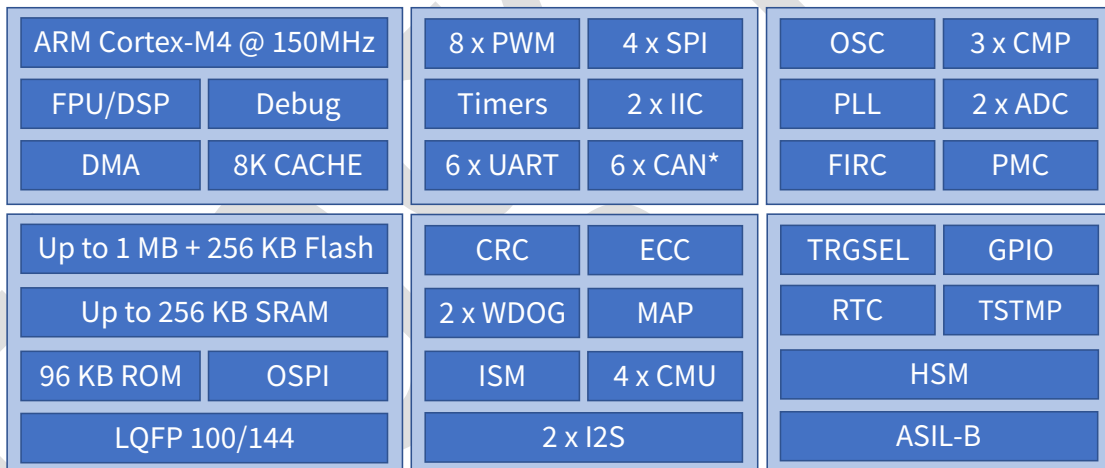 ARM Cortex-M4 @ 150MHz
FPU/DSP Debug
DMA 8K CACHE
8 x PWM 4 x SPI
Timers 2 x IIC
6 x UART 6 x CAN*
OSC 3 x CMP
PLL 2 x ADC
FIRC PMC
Up to 1 MB + 256 KB Flash
Up to 256 KB SRAM
96 KB ROM OSPI
LQFP 100/144
CRC ECC
2 x WDOG MAP
ISM 4 x CMU
2 x I2S
TRGSEL GPIO
RTC TSTMP
HSM
ASIL-B